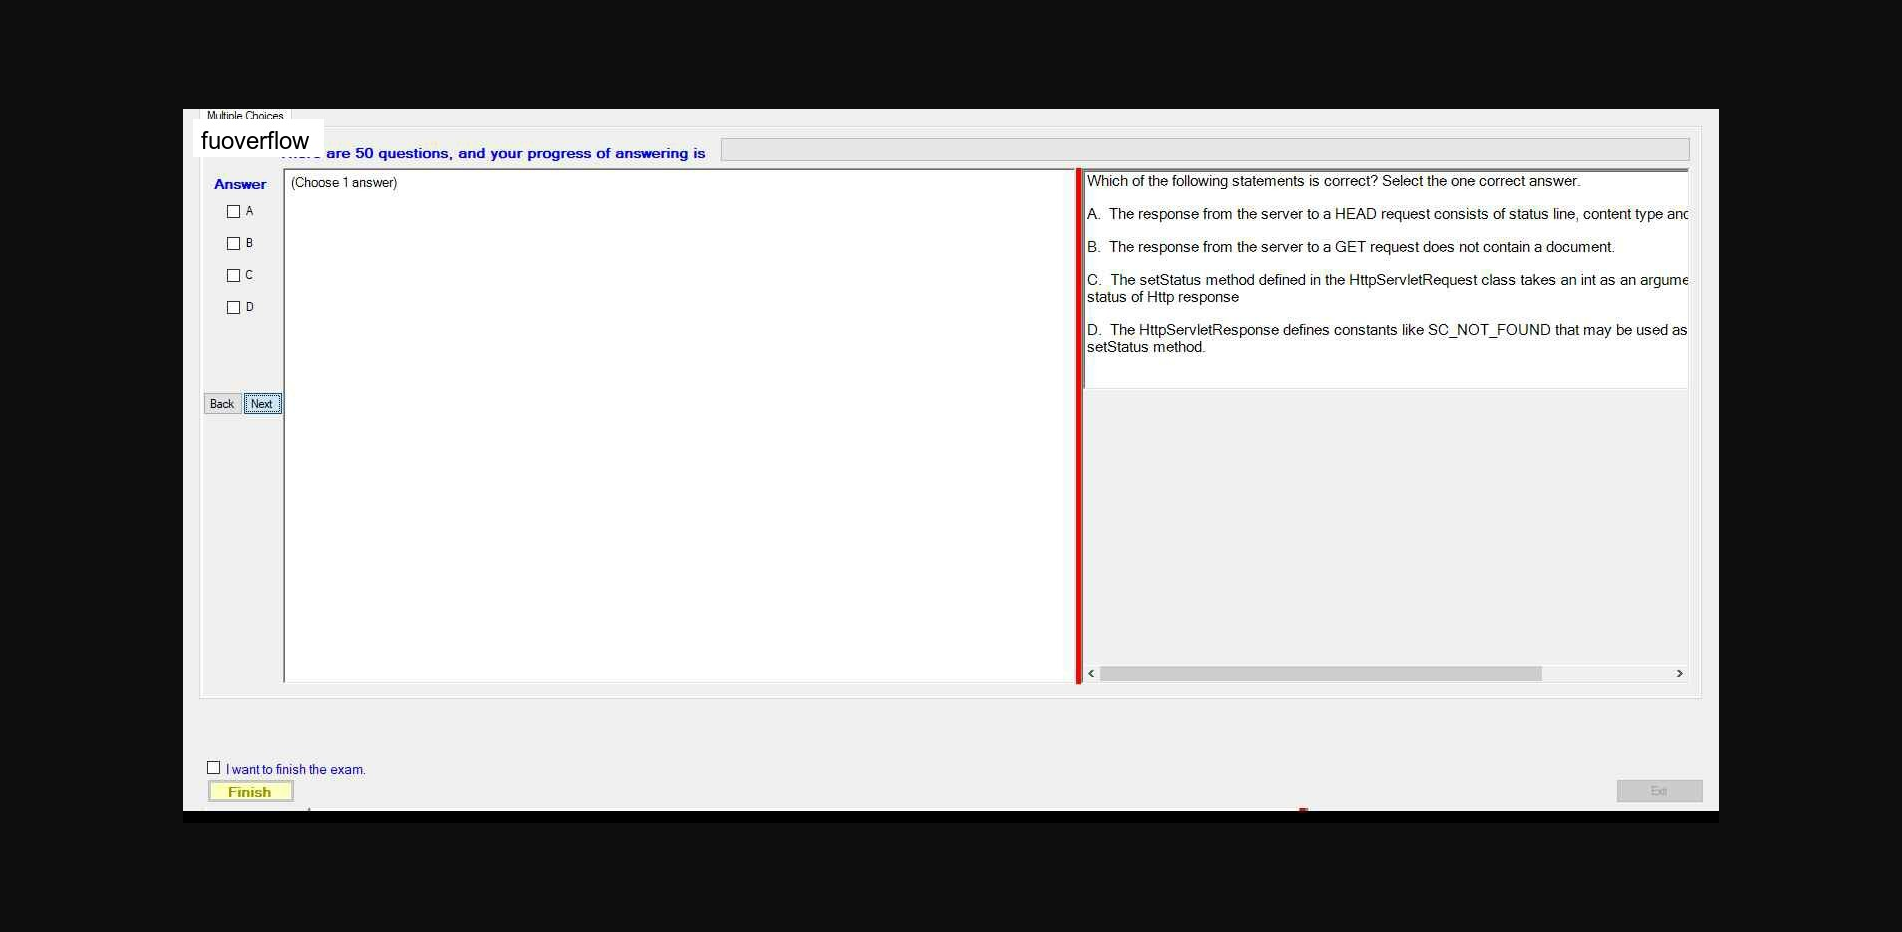 Multiple Choices
fuoverflow
are 50 questions, and your progress of answering is
Answer
(Choose 1 answer)
A
B
C
D
Back
Next
Which of the following statements is correct? Select the one correct answer.
A. The response from the server to a HEAD request consists of status line, content type and
B. The response from the server to a GET request does not contain a document.
C. The setStatus method defined in the HttpServletRequest class takes an int as an argume
status of Http response
D. The HttpServletResponse defines constants like SC_NOT_FOUND that may be used as
setStatus method.
I want to finish the exam.
Finish
Exit